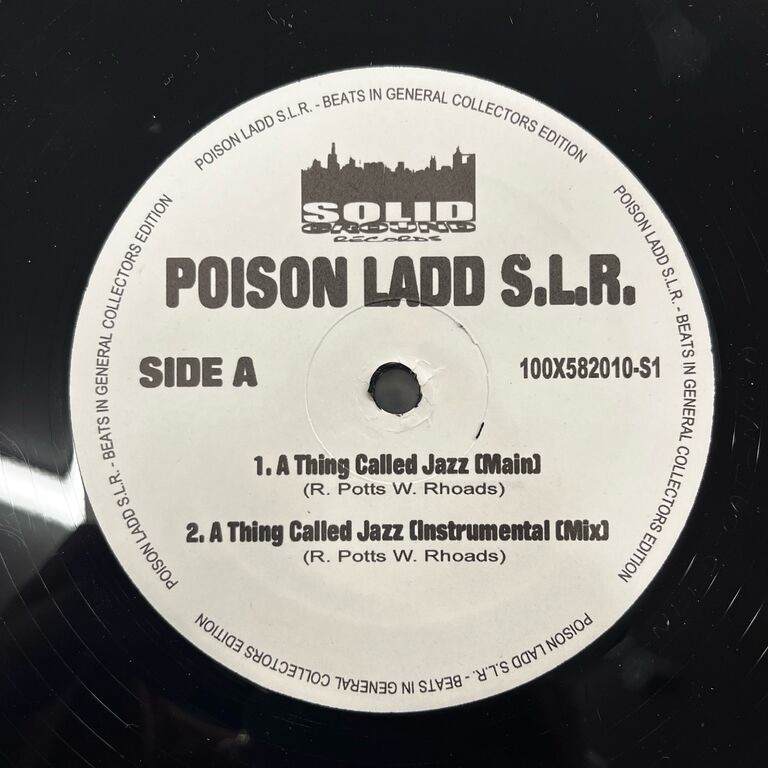 POISON LADD S.L.R. - BEATS IN GENERAL COLLECTORS EDITION
POISON LADD S.L.R. - BEATS IN GENERAL COLLECTORS EDITION
POISON LADD S.L.R. - BEATS IN GENERAL COLLECTORS EDITION
POISON LADD S.L.R. - BEATS IN GENERAL COLLECTORS EDITION
SOLID
GROUND
RECORDS
POISON LADD S.L.R.
SIDE A
100X582010-S1
1. A Thing Called Jazz (Main)
(R. Potts W. Rhoads)
2. A Thing Called Jazz (Instrumental (Mix)
(R. Potts W. Rhoads)